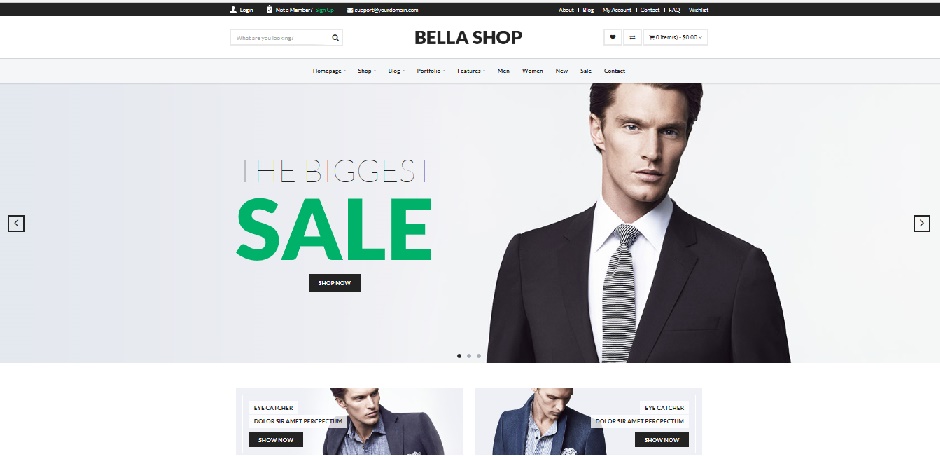 Login Not a Member? Sign Up support@yourdomain.com About | Blog My Account | Contact | FAQ Wishlist
What are you looking? BELLA SHOP 0 item(s) - $0.00
Homepage Shop Blog Portfolio Features Men Women New Sale Contact
THE BIGGEST
SALE
SHOP NOW
EYE CATCHER
DOLOR SIR AMET PERCPECTUM
SHOW NOW
EYE CATCHER
DOLOR SIR AMET PERCPECTUM
SHOW NOW